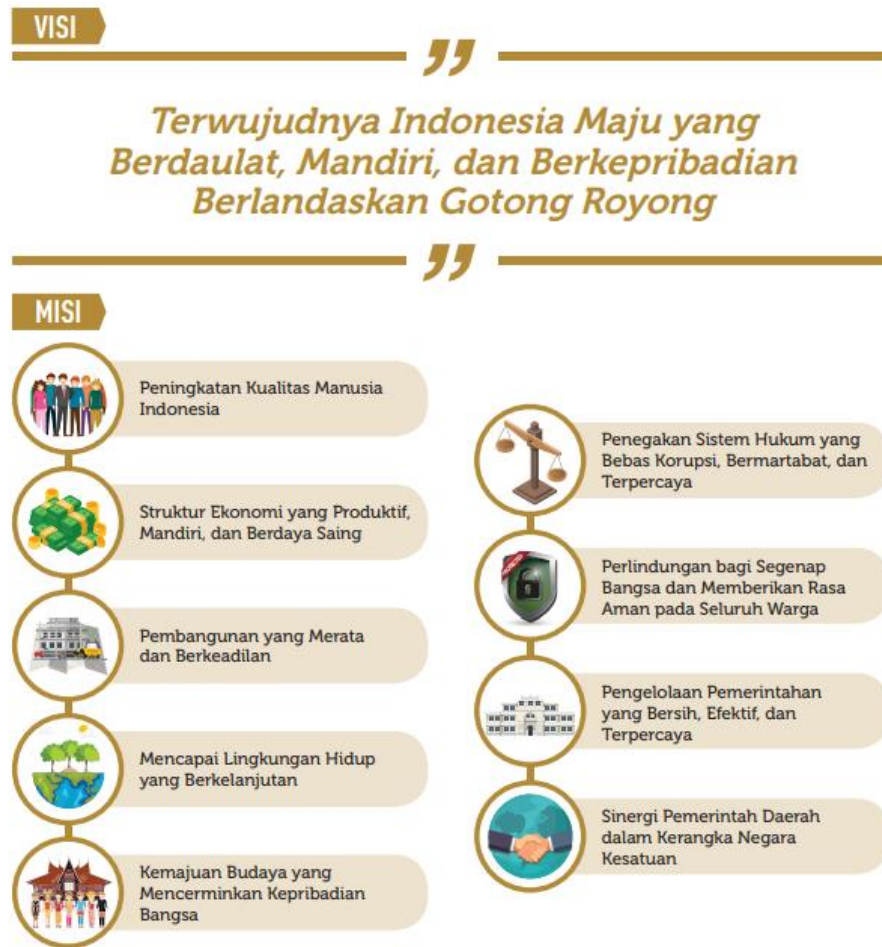 VISI
Terwujudnya Indonesia Maju yang
Berdaulat, Mandiri, dan Berkepribadian
Berlandaskan Gotong Royong
MISI
Peningkatan Kualitas Manusia
Indonesia
Struktur Ekonomi yang Produktif,
Mandiri, dan Berdaya Saing
Pembangunan yang Merata
dan Berkeadilan
Mencapai Lingkungan Hidup
yang Berkelanjutan
Kemajuan Budaya yang
Mencerminkan Kepribadian
Bangsa
Penegakan Sistem Hukum yang
Bebas Korupsi, Bermartabat, dan
Terpercaya
Perlindungan bagi Segenap
Bangsa dan Memberikan Rasa
Aman pada Seluruh Warga
Pengelolaan Pemerintahan
yang Bersih, Efektif, dan
Terpercaya
Sinergi Pemerintah Daerah
dalam Kerangka Negara
Kesatuan